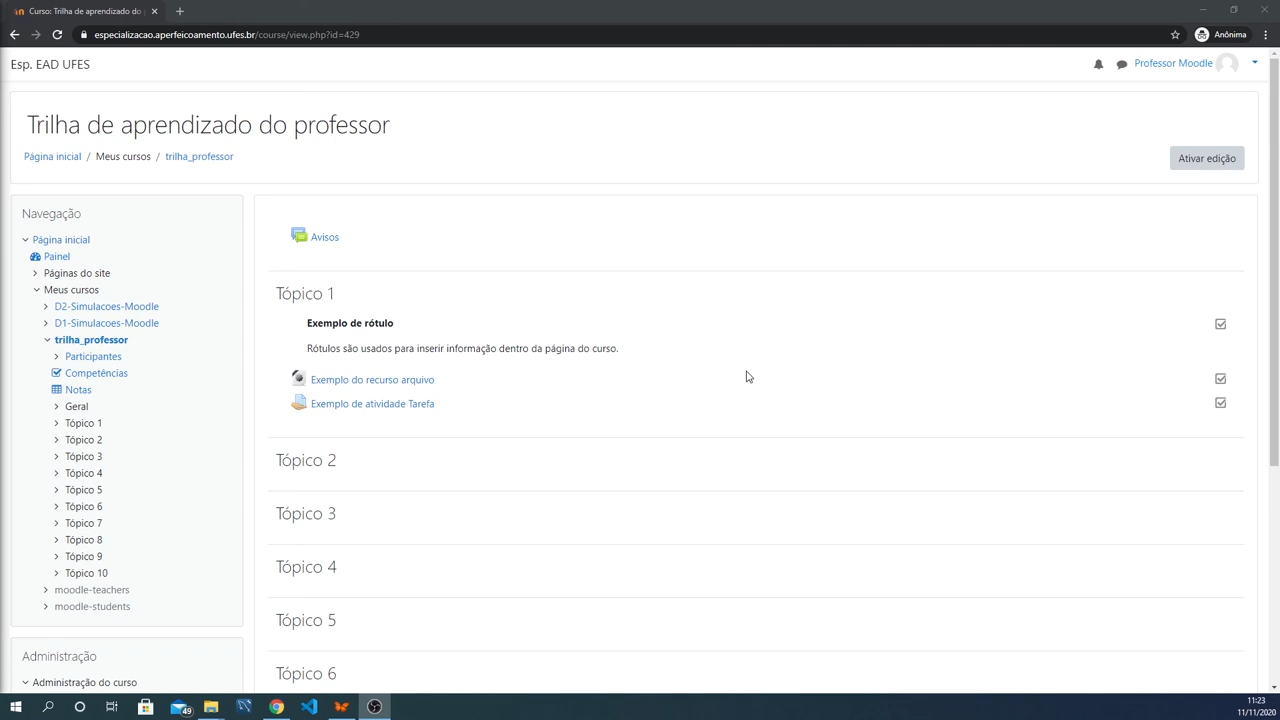 Curso: Trilha de aprendizado do
especializacao.aperfeicoamento.ufes.br/course/view.php?id=429
Anônima
Esp. EAD UFES
Professor Moodle
Trilha de aprendizado do professor
Página inicial / Meus cursos / trilha_professor
Ativar edição
Navegação
Página inicial
Painel
Páginas do site
Meus cursos
D2-Simulacoes-Moodle
D1-Simulacoes-Moodle
trilha_professor
Participantes
Competências
Notas
Geral
Tópico 1
Tópico 2
Tópico 3
Tópico 4
Tópico 5
Tópico 6
Tópico 7
Tópico 8
Tópico 9
Tópico 10
moodle-teachers
moodle-students
Administração
Administração do curso
Avisos
Tópico 1
Exemplo de rótulo
Rótulos são usados para inserir informação dentro da página do curso.
Exemplo do recurso arquivo
Exemplo de atividade Tarefa
Tópico 2
Tópico 3
Tópico 4
Tópico 5
Tópico 6
49
11:23
11/11/2020